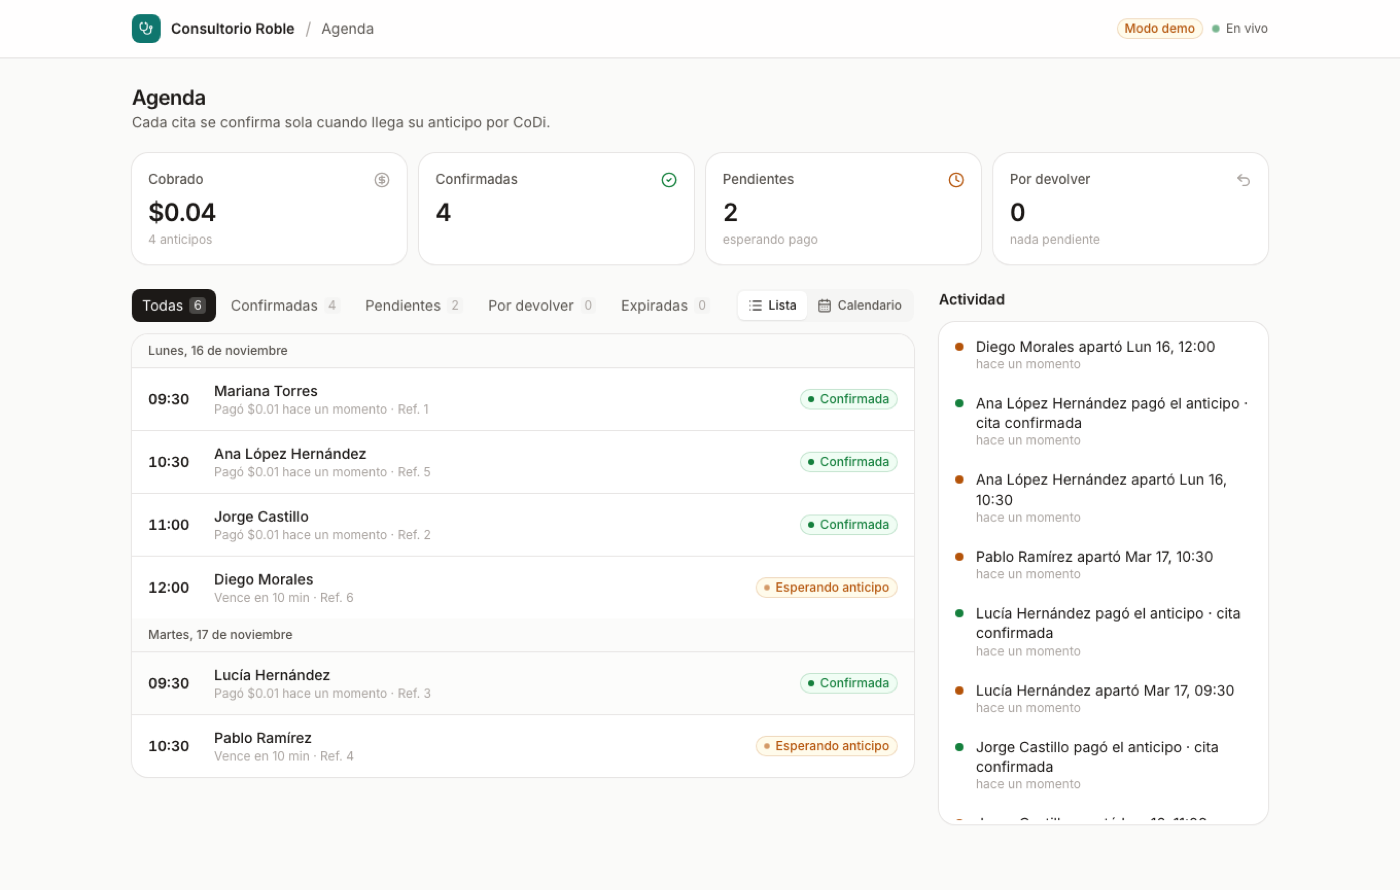 Consultorio Roble / Agenda
Modo demo
En vivo
Agenda
Cada cita se confirma sola cuando llega su anticipo por CoDi.
Cobrado
$0.04
4 anticipos
Confirmadas
4
Pendientes
2
esperando pago
Por devolver
0
nada pendiente
Todas 6
Confirmadas 4
Pendientes 2
Por devolver 0
Expiradas 0
Lista
Calendario
Lunes, 16 de noviembre
09:30
Mariana Torres
Pagó $0.01 hace un momento · Ref. 1
Confirmada
10:30
Ana López Hernández
Pagó $0.01 hace un momento · Ref. 5
Confirmada
11:00
Jorge Castillo
Pagó $0.01 hace un momento · Ref. 2
Confirmada
12:00
Diego Morales
Vence en 10 min · Ref. 6
Esperando anticipo
Martes, 17 de noviembre
09:30
Lucía Hernández
Pagó $0.01 hace un momento · Ref. 3
Confirmada
10:30
Pablo Ramírez
Vence en 10 min · Ref. 4
Esperando anticipo
Actividad
Diego Morales apartó Lun 16, 12:00
hace un momento
Ana López Hernández pagó el anticipo ·
cita confirmada
hace un momento
Ana López Hernández apartó Lun 16,
10:30
hace un momento
Pablo Ramírez apartó Mar 17, 10:30
hace un momento
Lucía Hernández pagó el anticipo · cita
confirmada
hace un momento
Lucía Hernández apartó Mar 17, 09:30
hace un momento
Jorge Castillo pagó el anticipo · cita
confirmada
hace un momento